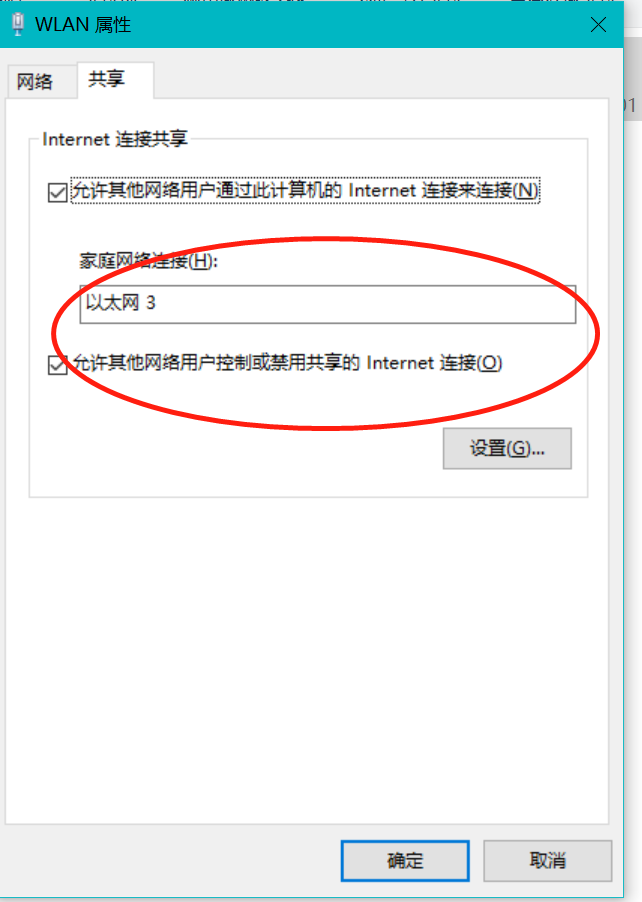 WLAN 属性
网络
共享
Internet 连接共享
允许其他网络用户通过此计算机的 Internet 连接来连接(N)
家庭网络连接(H):
以太网 3
允许其他网络用户控制或禁用共享的 Internet 连接(O)
设置(G)...
确定
取消